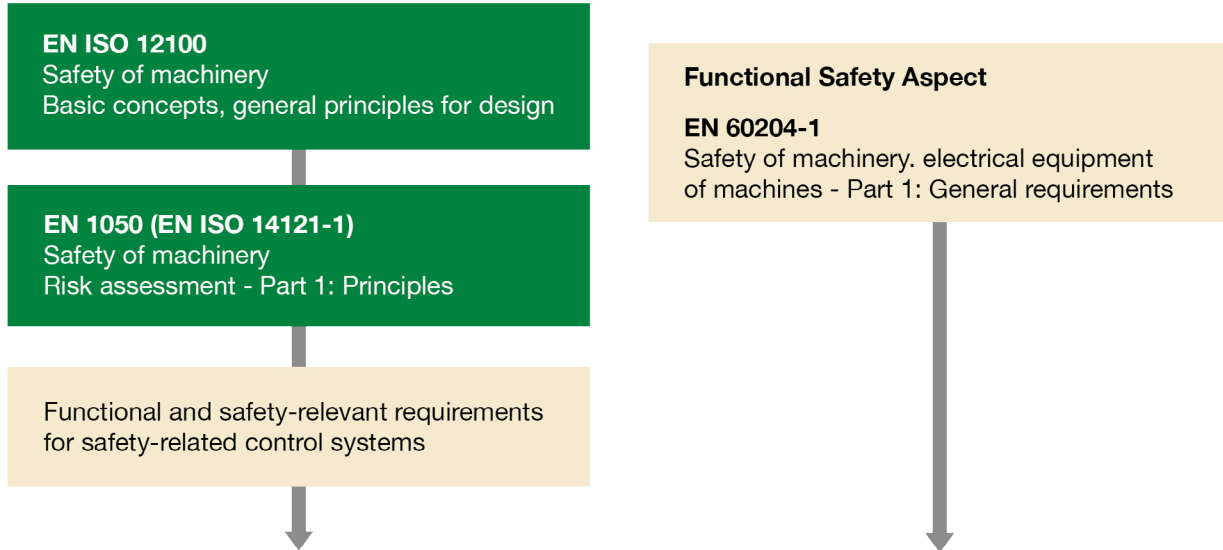 EN ISO 12100
Safety of machinery
Basic concepts, general principles for design
EN 1050 (EN ISO 14121-1)
Safety of machinery
Risk assessment - Part 1: Principles
Functional and safety-relevant requirements
for safety-related control systems
Functional Safety Aspect
EN 60204-1
Safety of machinery. electrical equipment
of machines - Part 1: General requirements